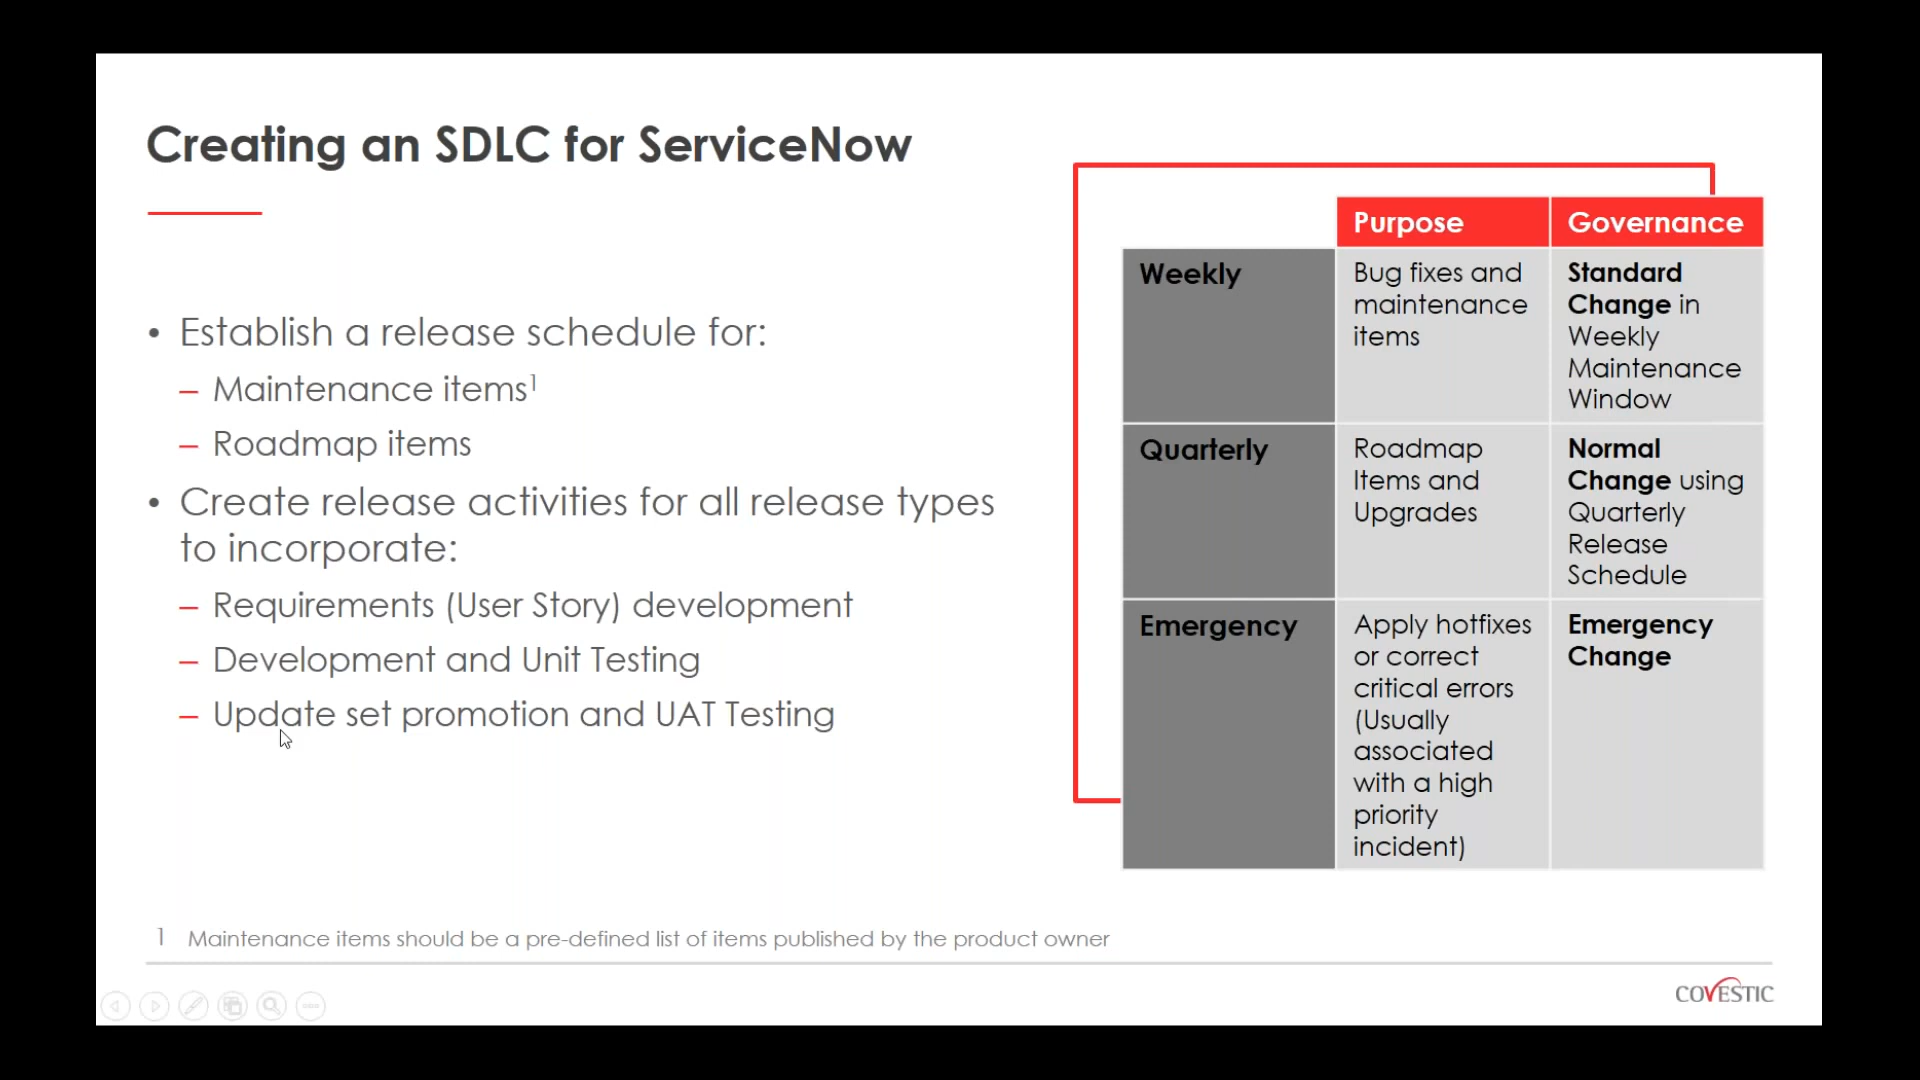 Creating an SDLC for ServiceNow
• Establish a release schedule for:
– Maintenance items¹
– Roadmap items
• Create release activities for all release types
to incorporate:
– Requirements (User Story) development
– Development and Unit Testing
– Update set promotion and UAT Testing
Purpose
Governance
Weekly
Bug fixes and
maintenance
items
Standard
Change in
Weekly
Maintenance
Window
Quarterly
Roadmap
Items and
Upgrades
Normal
Change using
Quarterly
Release
Schedule
Emergency
Apply hotfixes
or correct
critical errors
(Usually
associated
with a high
priority
incident)
Emergency
Change
1 Maintenance items should be a pre-defined list of items published by the product owner
COVESTIC